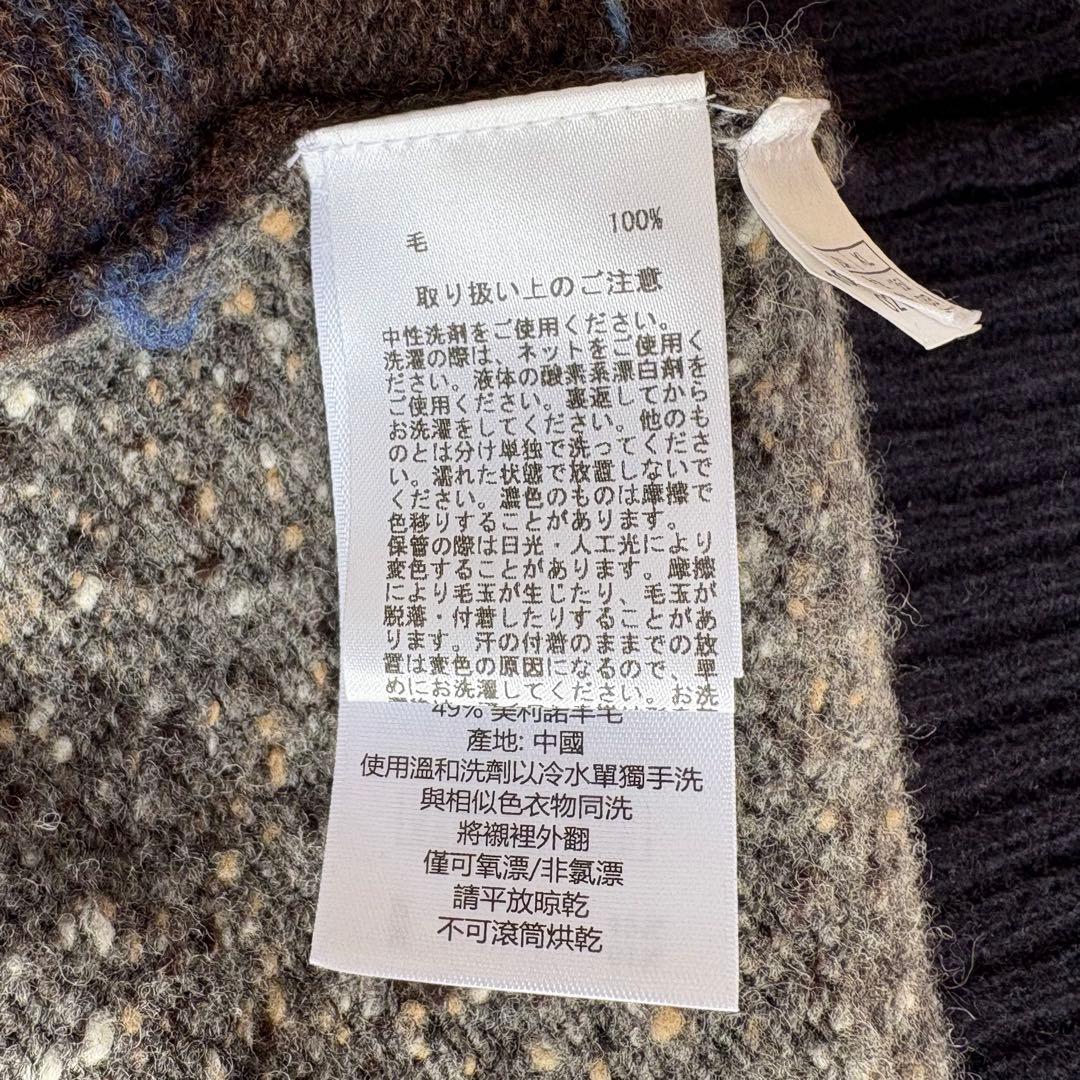 毛 100%
取り扱い上のご注意
中性洗剤をご使用ください。
洗濯の際は、ネットをご使用く
ださい。液体の酸素系漂白剤を
ご使用ください。裏返してから
お洗濯をしてください。他のも
のとは分け単独で洗ってくださ
い。濡れた状態で放置しないで
ください。濃色のものは摩擦で
色移りすることがあります。
保管の際は日光・人工光により
変色することがあります。摩擦
により毛玉が生じたり、毛玉が
脱落・付着したりすることがあ
ります。汗の付着のままでの放
置は変色の原因になるので、早
めにお洗濯してください。お洗
49% 美利諾羊毛
產地: 中國
使用溫和洗劑以冷水單獨手洗
與相似色衣物同洗
將襯裡外翻
僅可氧漂/非氯漂
請平放晾乾
不可滾筒烘乾